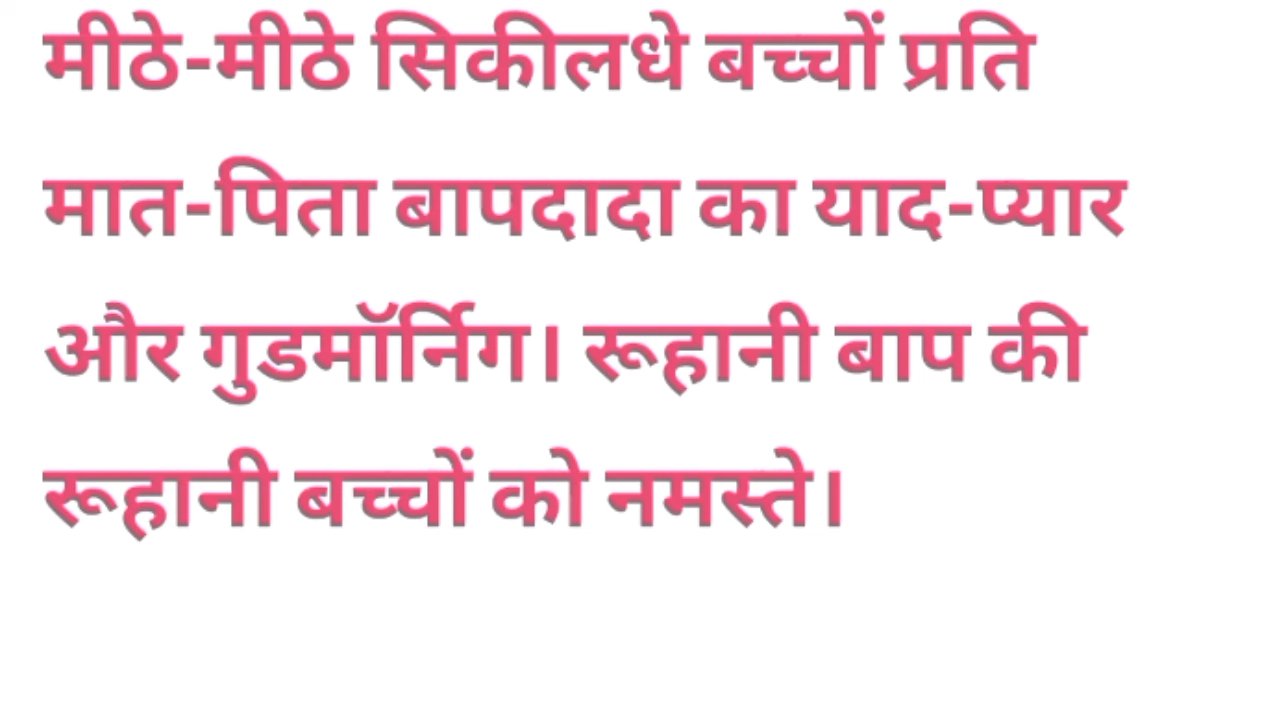 मीठे-मीठे सिकीलधे बच्चों प्रति
मात-पिता बापदादा का याद-प्यार
और गुडमॉर्निग। रूहानी बाप की
रूहानी बच्चों को नमस्ते।